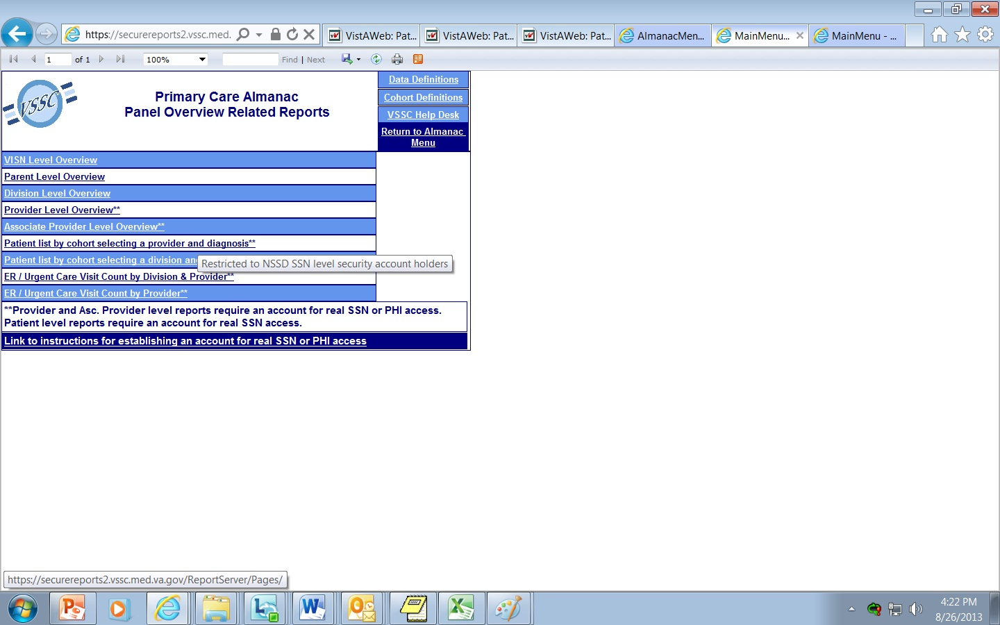 https://securereports2.vssc.med.
VistAWeb: Pat...
VistAWeb: Pat...
VistAWeb: Pat...
AlmanacMen...
MainMenu...
MainMenu - ...
1
of 1
100%
Find | Next
VSSC
Primary Care Almanac
Panel Overview Related Reports
Data Definitions
Cohort Definitions
VSSC Help Desk
Return to Almanac
Menu
VISN Level Overview
Parent Level Overview
Division Level Overview
Provider Level Overview**
Associate Provider Level Overview**
Patient list by cohort selecting a provider and diagnosis**
Patient list by cohort selecting a division an
Restricted to NSSD SSN level security account holders
ER / Urgent Care Visit Count by Division & Provider**
ER / Urgent Care Visit Count by Provider**
**Provider and Asc. Provider level reports require an account for real SSN or PHI access.
Patient level reports require an account for real SSN access.
Link to instructions for establishing an account for real SSN or PHI access
https://securereports2.vssc.med.va.gov/ReportServer/Pages/
4:22 PM
8/26/2013